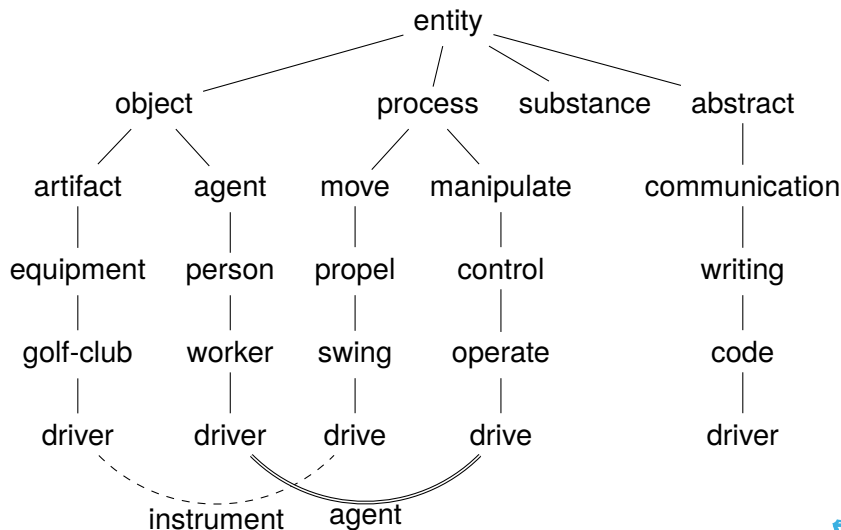 entity
object process substance abstract
artifact agent move manipulate communication
equipment person propel control writing
golf-club worker swing operate code
driver driver drive drive driver
instrument agent